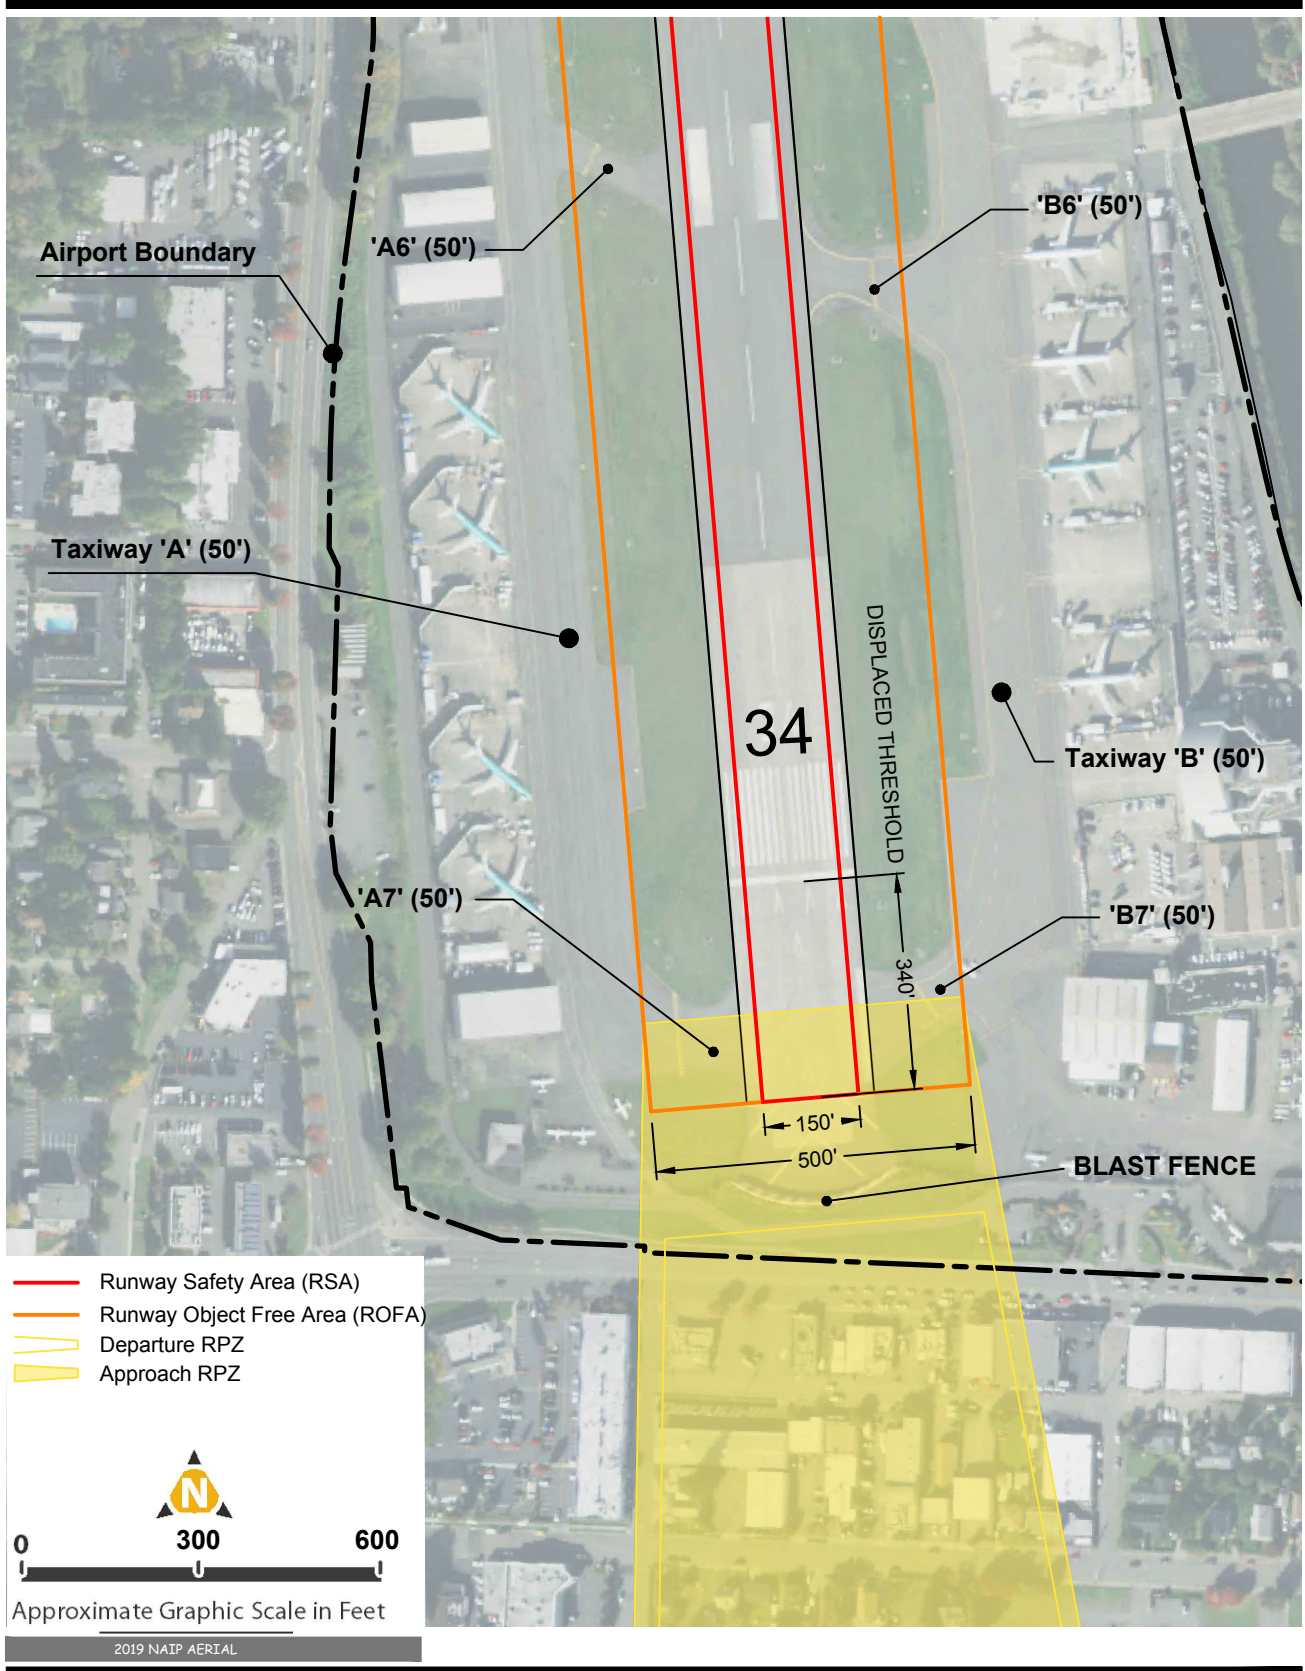 'B6' (50')
'A6' (50')
Airport Boundary
Taxiway 'A' (50')
DISPLACED THRESHOLD
34
Taxiway 'B' (50')
'A7' (50')
'B7' (50')
340'
150'
500'
BLAST FENCE
Runway Safety Area (RSA)
Runway Object Free Area (ROFA)
Departure RPZ
Approach RPZ
N
0 300 600
Approximate Graphic Scale in Feet
2019 NAIP AERIAL